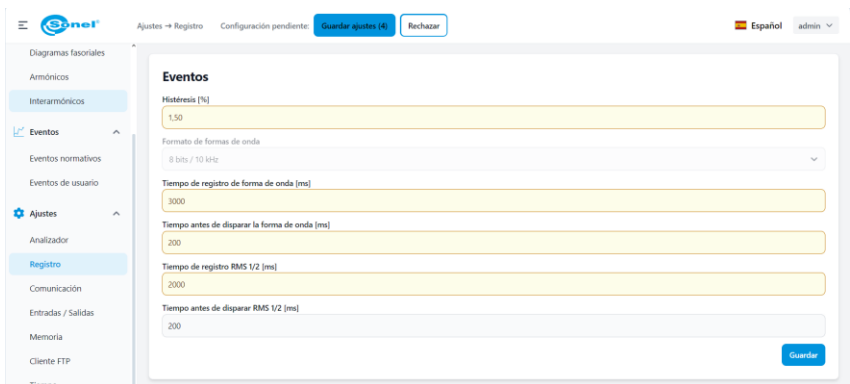 Sonel®
Ajustes → Registro Configuración pendiente: Guardar ajustes (4) Rechazar Español admin
Diagramas fasoriales
Armónicos
Interarmónicos
Eventos
Eventos normativos
Eventos de usuario
Ajustes
Analizador
Registro
Comunicación
Entradas / Salidas
Memoria
Cliente FTP
Eventos
Histéresis [%]
1,50
Formato de formas de onda
8 bits / 10 kHz
Tiempo de registro de forma de onda [ms]
3000
Tiempo antes de disparar la forma de onda [ms]
200
Tiempo de registro RMS 1/2 [ms]
2000
Tiempo antes de disparar RMS 1/2 [ms]
200
Guardar